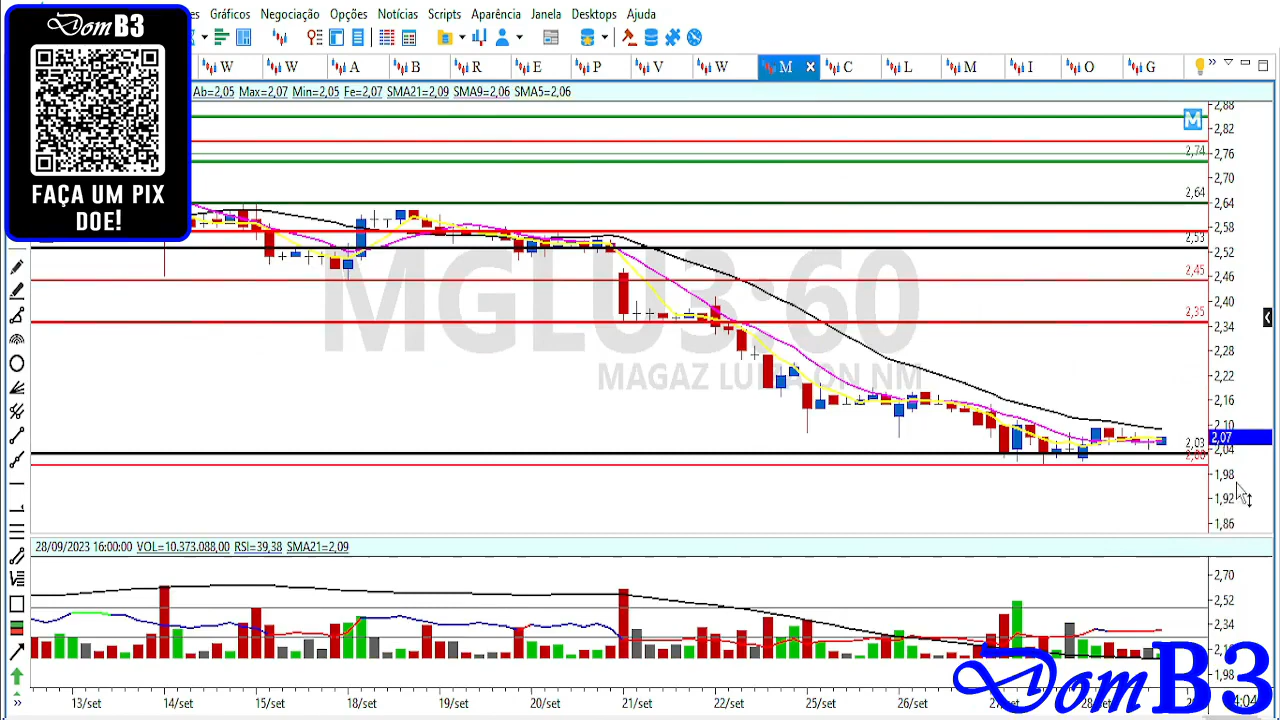 DomB3
FAÇA UM PIX
DOE!
Gráficos Negociação Opções Notícias Scripts Aparência Janela Desktops Ajuda
W W A B R E P V W M C L M I O G
Ab=2,05 Max=2,07 Min=2,05 Fe=2,07 SMA21=2,09 SMA9=2,06 SMA5=2,06
M
2,88
2,82
2,74 2,76
2,70
2,64
2,64
2,58
2,53
2,52
2,45 2,46
2,40
2,35
2,34
2,28
2,22
2,16
2,10
2,07
2,03 2,04
2,00
1,98
1,92
1,86
MGLU3:60
MAGAZ LUIZA ON NM
28/09/2023 16:00:00 VOL=10.373.088,00 RSI=39,38 SMA21=2,09
2,70
2,52
2,34
1,98
13/set 14/set 15/set 18/set 19/set 20/set 21/set 22/set 25/set 26/set
DomB3